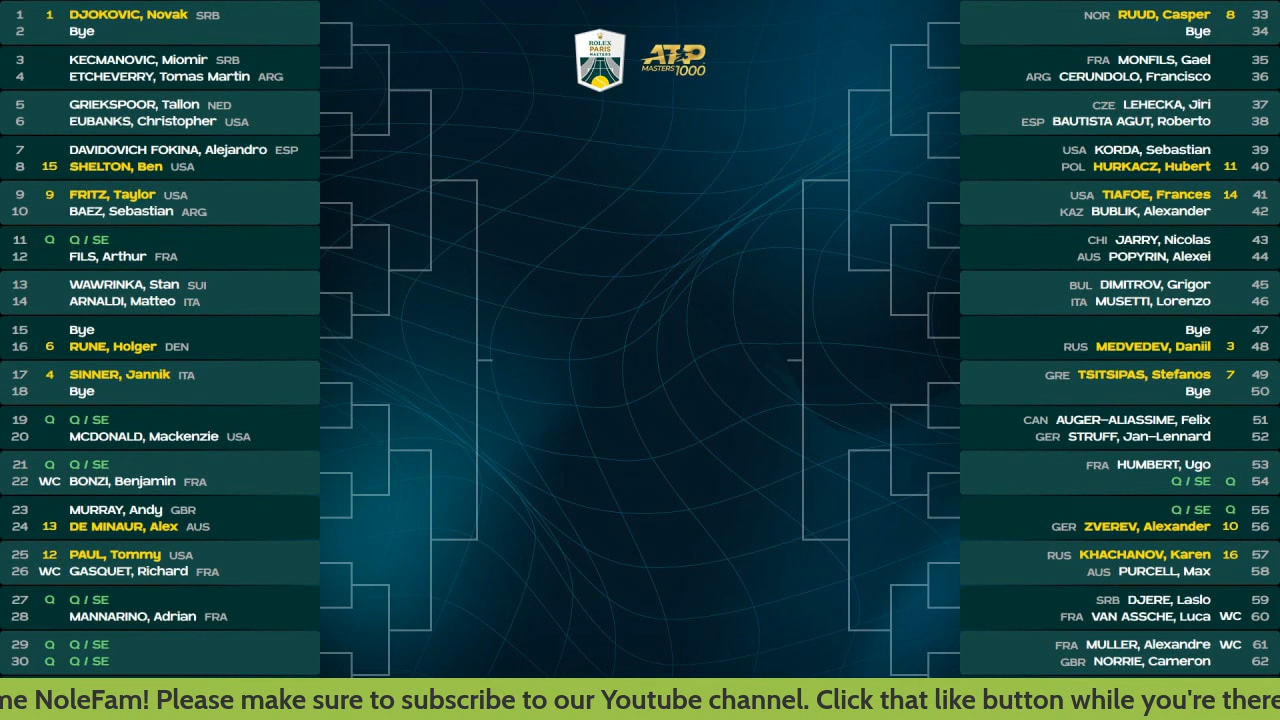 1 1 DJOKOVIC, Novak SRB
2 Bye
3 KECMANOVIC, Miomir SRB
4 ETCHEVERRY, Tomas Martin ARG
5 GRIEKSPOOR, Tallon NED
6 EUBANKS, Christopher USA
7 DAVIDOVICH FOKINA, Alejandro ESP
8 15 SHELTON, Ben USA
9 9 FRITZ, Taylor USA
10 BAEZ, Sebastian ARG
11 Q Q / SE
12 FILS, Arthur FRA
13 WAWRINKA, Stan SUI
14 ARNALDI, Matteo ITA
15 Bye
16 6 RUNE, Holger DEN
17 4 SINNER, Jannik ITA
18 Bye
19 Q Q / SE
20 MCDONALD, Mackenzie USA
21 Q Q / SE
22 WC BONZI, Benjamin FRA
23 MURRAY, Andy GBR
24 13 DE MINAUR, Alex AUS
25 12 PAUL, Tommy USA
26 WC GASQUET, Richard FRA
27 Q Q / SE
28 MANNARINO, Adrian FRA
29 Q Q / SE
30 Q Q / SE
ROLEX
PARIS
MASTERS
ATP
MASTERS 1000
NOR RUUD, Casper 8 33
Bye 34
FRA MONFILS, Gael 35
ARG CERUNDOLO, Francisco 36
CZE LEHECKA, Jiri 37
ESP BAUTISTA AGUT, Roberto 38
USA KORDA, Sebastian 39
POL HURKACZ, Hubert 11 40
USA TIAFOE, Frances 14 41
KAZ BUBLIK, Alexander 42
CHI JARRY, Nicolas 43
AUS POPYRIN, Alexei 44
BUL DIMITROV, Grigor 45
ITA MUSETTI, Lorenzo 46
Bye 47
RUS MEDVEDEV, Daniil 3 48
GRE TSITSIPAS, Stefanos 7 49
Bye 50
CAN AUGER-ALIASSIME, Felix 51
GER STRUFF, Jan-Lennard 52
FRA HUMBERT, Ugo 53
Q / SE Q 54
Q / SE Q 55
GER ZVEREV, Alexander 10 56
RUS KHACHANOV, Karen 16 57
AUS PURCELL, Max 58
SRB DJERE, Laslo 59
FRA VAN ASSCHE, Luca WC 60
FRA MULLER, Alexandre WC 61
GBR NORRIE, Cameron 62
me NoleFam! Please make sure to subscribe to our Youtube channel. Click that like button while you're there